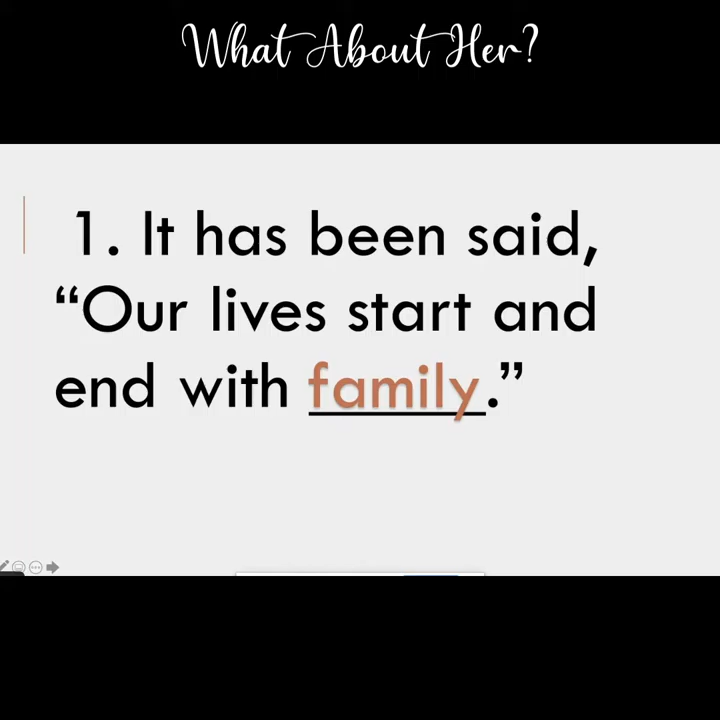 What About Her?
1. It has been said,
“Our lives start and
end with family.”